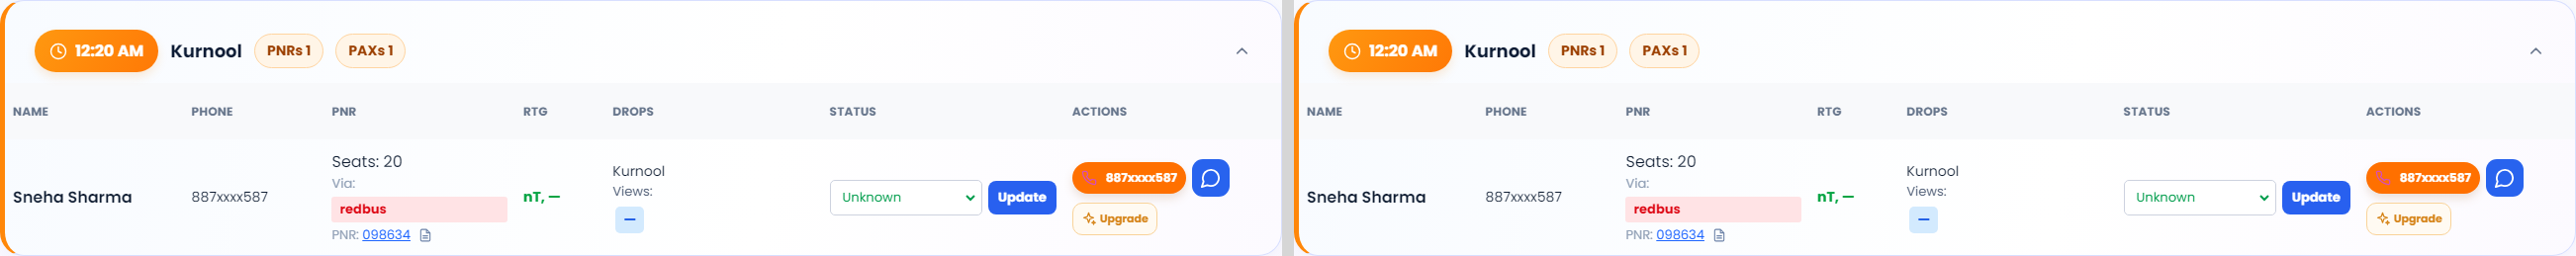 12:20 AM Kurnool PNRs 1 PAXs 1
NAME PHONE PNR RTG DROPS STATUS ACTIONS
Sneha Sharma 887xxxx587
Seats: 20
Via:
redbus
PNR: 098634
nT, —
Kurnool
Views:
—
Unknown Update
887xxxx587
Upgrade
12:20 AM Kurnool PNRs 1 PAXs 1
NAME PHONE PNR RTG DROPS STATUS ACTIONS
Sneha Sharma 887xxxx587
Seats: 20
Via:
redbus
PNR: 098634
nT, —
Kurnool
Views:
—
Unknown Update
887xxxx587
Upgrade